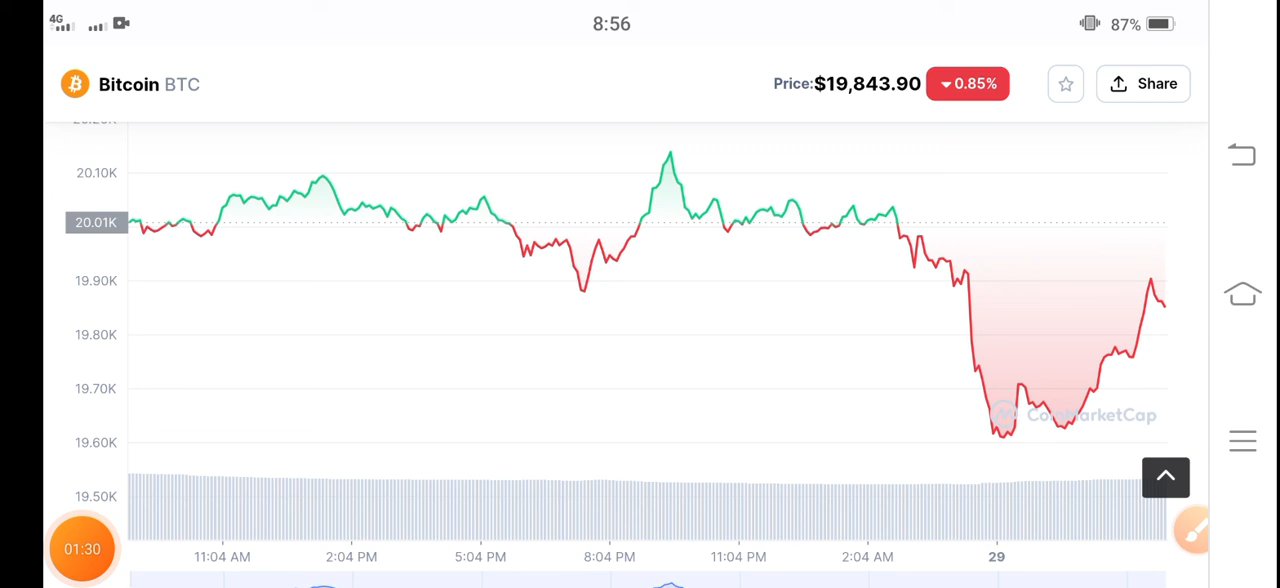 4G
8:56
87%
Bitcoin BTC
Price:$19,843.90
0.85%
Share
20.20K
20.10K
20.01K
19.90K
19.80K
19.70K
CoinMarketCap
19.60K
19.50K
01:30
11:04 AM 2:04 PM 5:04 PM 8:04 PM 11:04 PM 2:04 AM 29